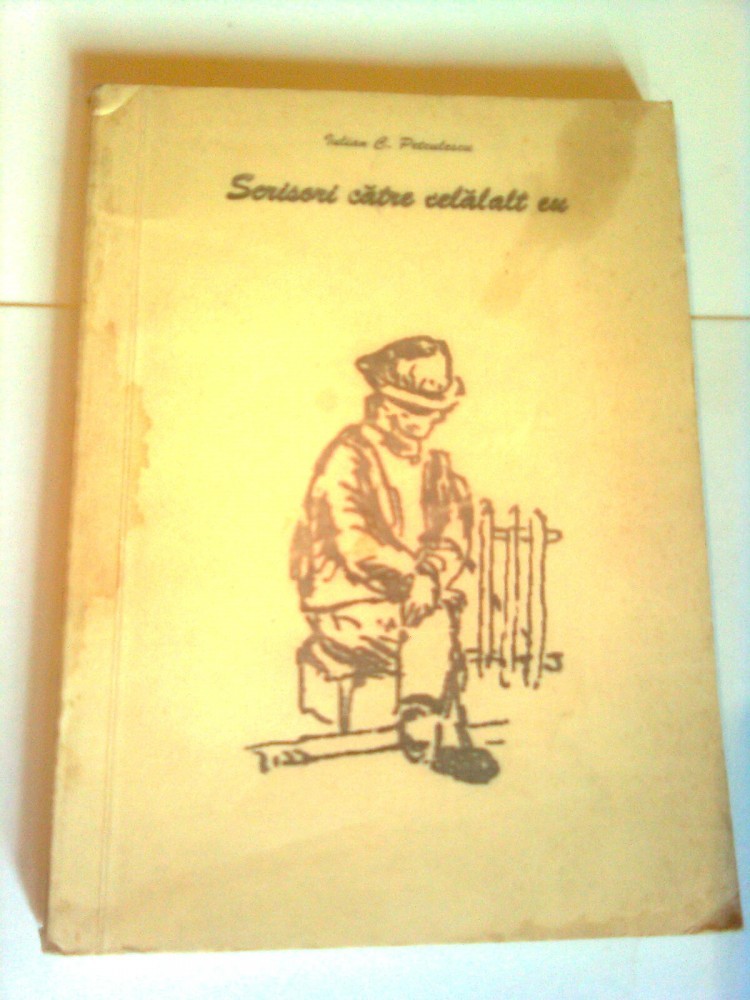 Iulian C. Petculescu
Scrisori către celălalt eu